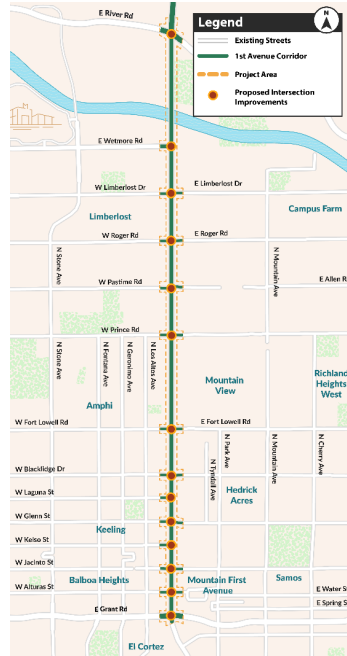 E River Rd
Legend
N
Existing Streets
1st Avenue Corridor
Project Area
Proposed Intersection
Improvements
E Wetmore Rd
W Limberlost Dr
E Limberlost Dr
Limberlost
Campus Farm
W Roger Rd
E Roger Rd
N Stone Ave
N Mountain Ave
W Pastime Rd
E Allen R
W Prince Rd
N Stone Ave
N Fontana Ave
N Geronimo Ave
N Los Altos Ave
Mountain
View
Richland
Heights
West
Amphi
W Fort Lowell Rd
E Fort Lowell Rd
N Park Ave
N Tyndall Ave
N Mountain Ave
N Cherry Ave
W Blacklidge Dr
W Laguna St
Hedrick
Acres
W Glenn St
Keeling
W Kelso St
W Jacinto St
Balboa Heights
Mountain First
Avenue
Samos
W Alturas St
E Water S
E Spring S
E Grant Rd
El Cortez